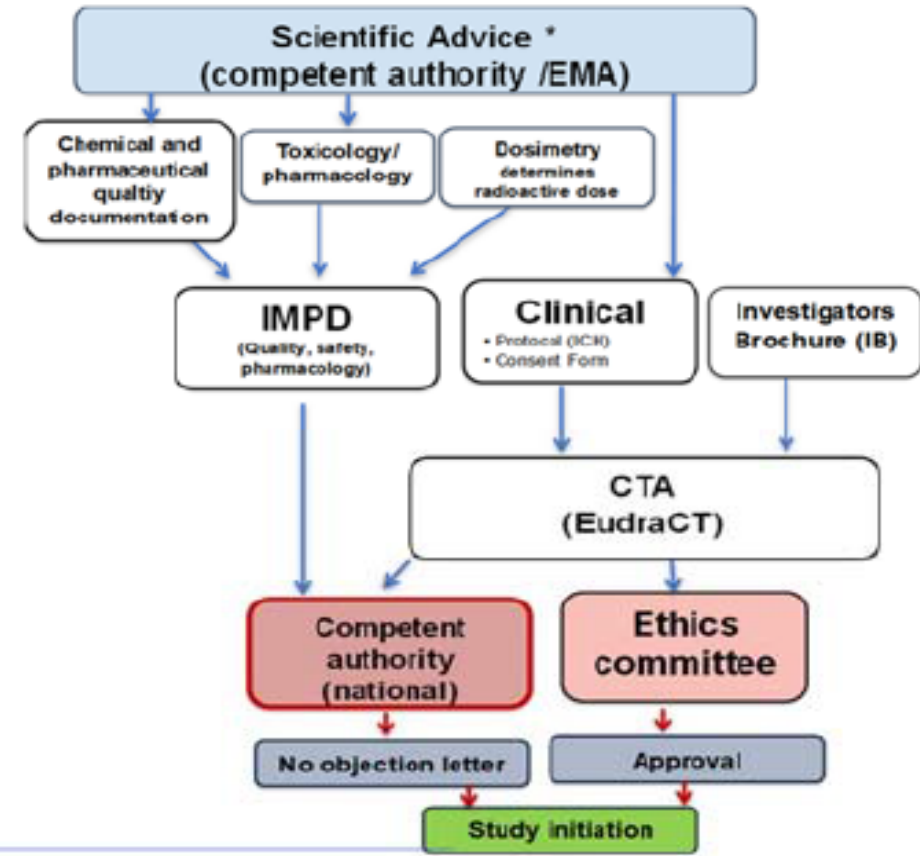 Scientific Advice *
(competent authority /EMA)
Chemical and
pharmaceutical
qualtiy
documentation
Toxicology/
pharmacology
Dosimetry
determines
radioactive dose
IMPD
(Quality, safety,
pharmacology)
Clinical
• Protocol (ICH)
• Consent Form
Investigators
Brochure (IB)
CTA
(EudraCT)
Competent
authority
(national)
Ethics
committee
No objection letter
Approval
Study initiation